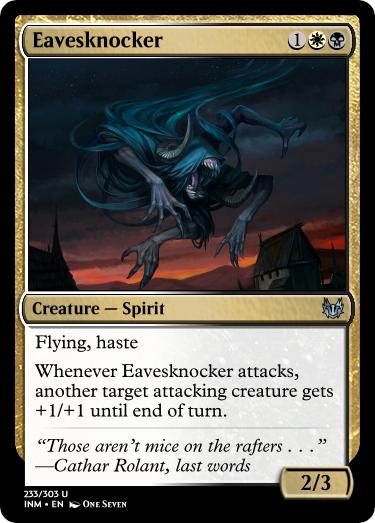 Eavesknocker 1
Creature — Spirit
Flying, haste
Whenever Eavesknocker attacks,
another target attacking creature gets
+1/+1 until end of turn.
“Those aren’t mice on the rafters . . .”
—Cathar Rolant, last words
2/3
233/303 U
INM • EN One Seven